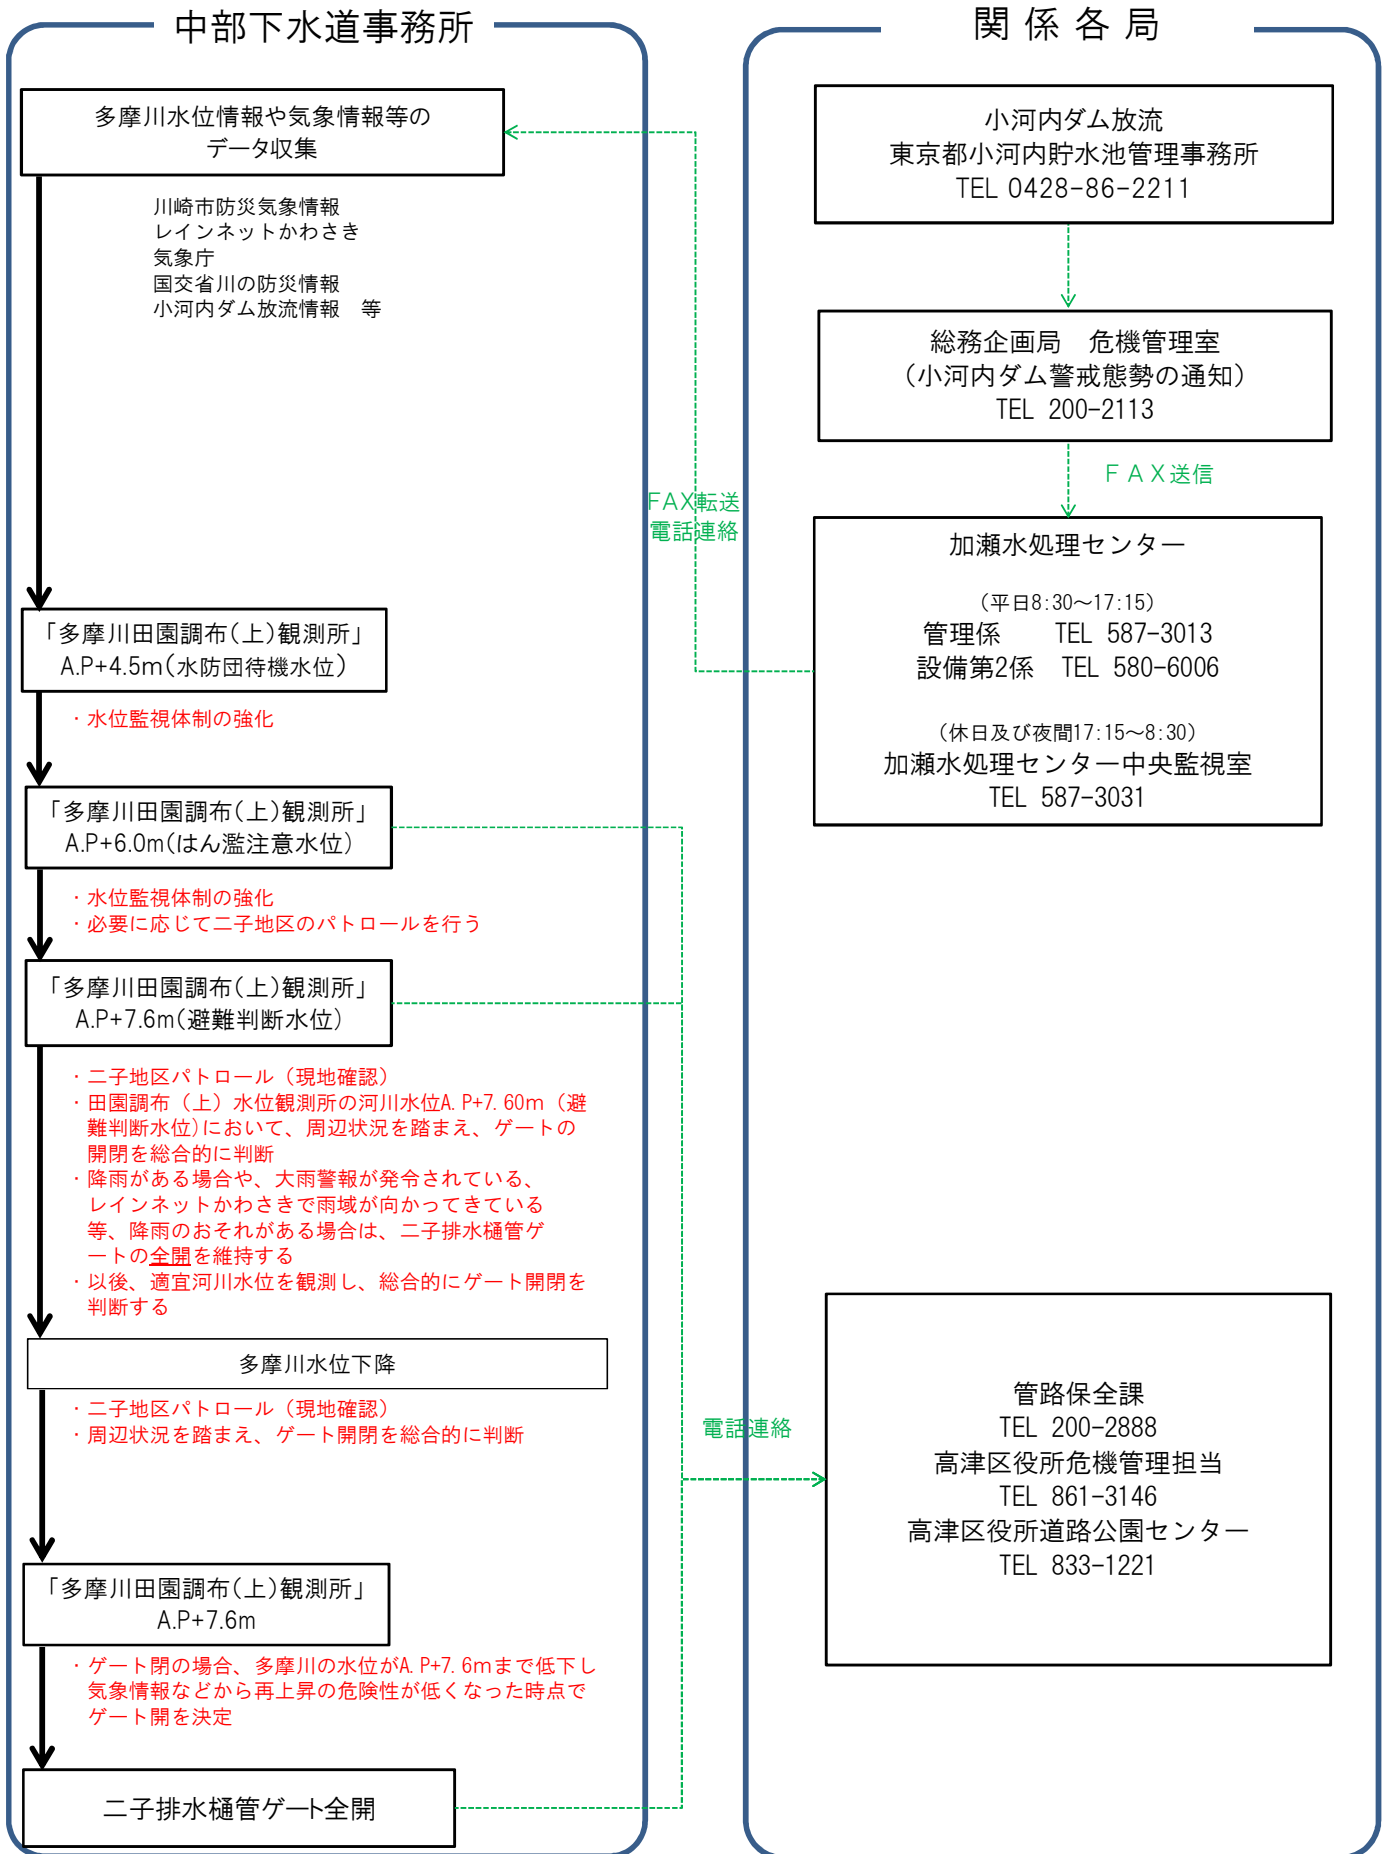 中部下水道事務所
多摩川水位情報や気象情報等の
データ収集
川崎市防災気象情報
レインネットかわさき
気象庁
国交省川の防災情報
小河内ダム放流情報　等
「多摩川田園調布(上)観測所」
A.P+4.5m(水防団待機水位)
・水位監視体制の強化
「多摩川田園調布(上)観測所」
A.P+6.0m(はん濫注意水位)
・水位監視体制の強化
・必要に応じて二子地区のパトロールを行う
「多摩川田園調布(上)観測所」
A.P+7.6m(避難判断水位)
・二子地区パトロール（現地確認）
・田園調布（上）水位観測所の河川水位A.P+7.60m（避
難判断水位)において、周辺状況を踏まえ、ゲートの
開閉を総合的に判断
・降雨がある場合や、大雨警報が発令されている、
レインネットかわさきで雨域が向かってきている
等、降雨のおそれがある場合は、二子排水樋管ゲ
ートの全開を維持する
・以後、適宜河川水位を観測し、総合的にゲート開閉を
判断する
多摩川水位下降
・二子地区パトロール（現地確認）
・周辺状況を踏まえ、ゲート開閉を総合的に判断
「多摩川田園調布(上)観測所」
A.P+7.6m
・ゲート閉の場合、多摩川の水位がA.P+7.6mまで低下し
気象情報などから再上昇の危険性が低くなった時点で
ゲート開を決定
二子排水樋管ゲート全開
FAX転送
電話連絡
電話連絡
関係各局
小河内ダム放流
東京都小河内貯水池管理事務所
TEL 0428-86-2211
総務企画局　危機管理室
（小河内ダム警戒態勢の通知）
TEL 200-2113
ＦＡＸ送信
加瀬水処理センター
（平日8:30～17:15）
管理係　　TEL 587-3013
設備第2係　TEL 580-6006
（休日及び夜間17:15～8:30）
加瀬水処理センター中央監視室
TEL 587-3031
管路保全課
TEL 200-2888
高津区役所危機管理担当
TEL 861-3146
高津区役所道路公園センター
TEL 833-1221